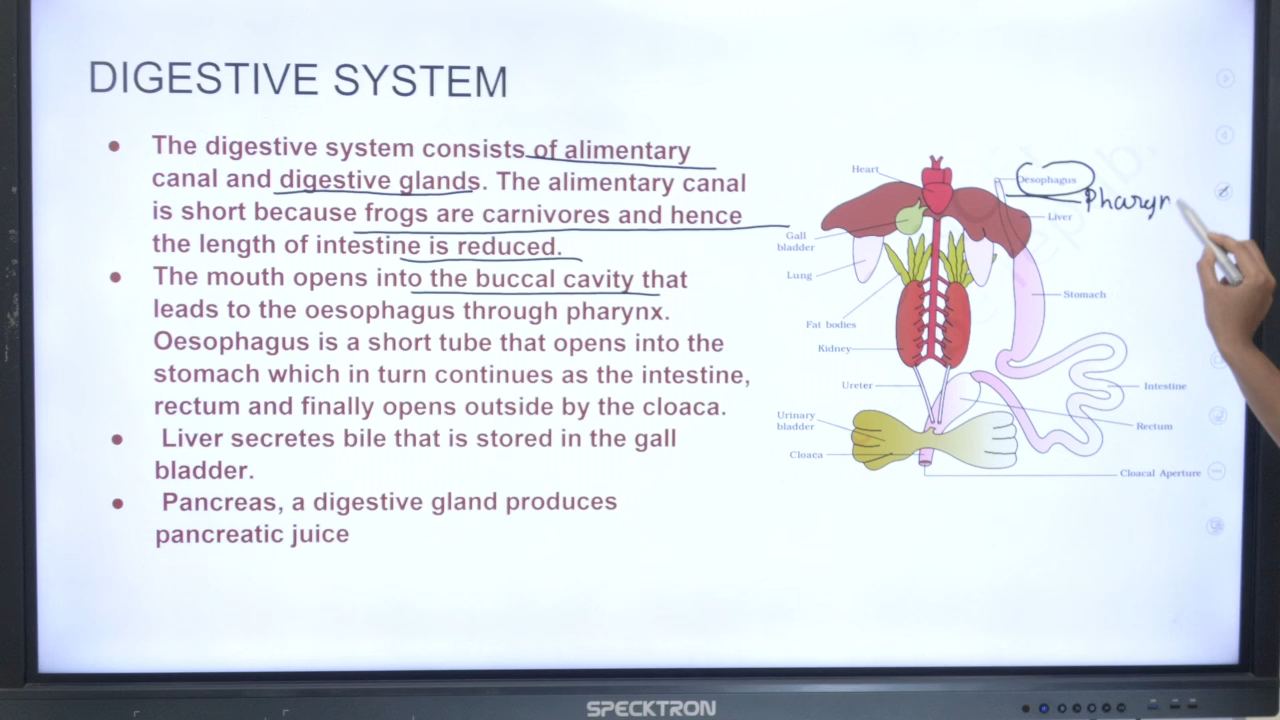 DIGESTIVE SYSTEM
● The digestive system consists of alimentary
canal and digestive glands. The alimentary canal
is short because frogs are carnivores and hence
the length of intestine is reduced.
● The mouth opens into the buccal cavity that
leads to the oesophagus through pharynx.
Oesophagus is a short tube that opens into the
stomach which in turn continues as the intestine,
rectum and finally opens outside by the cloaca.
● Liver secretes bile that is stored in the gall
bladder.
● Pancreas, a digestive gland produces
pancreatic juice
Heart
Oesophagus
Pharyn
Liver
Gall
bladder
Lung
Stomach
Fat bodies
Kidney
Ureter
Intestine
Urinary
bladder
Rectum
Cloaca
Cloacal Aperture
SPECKTRON